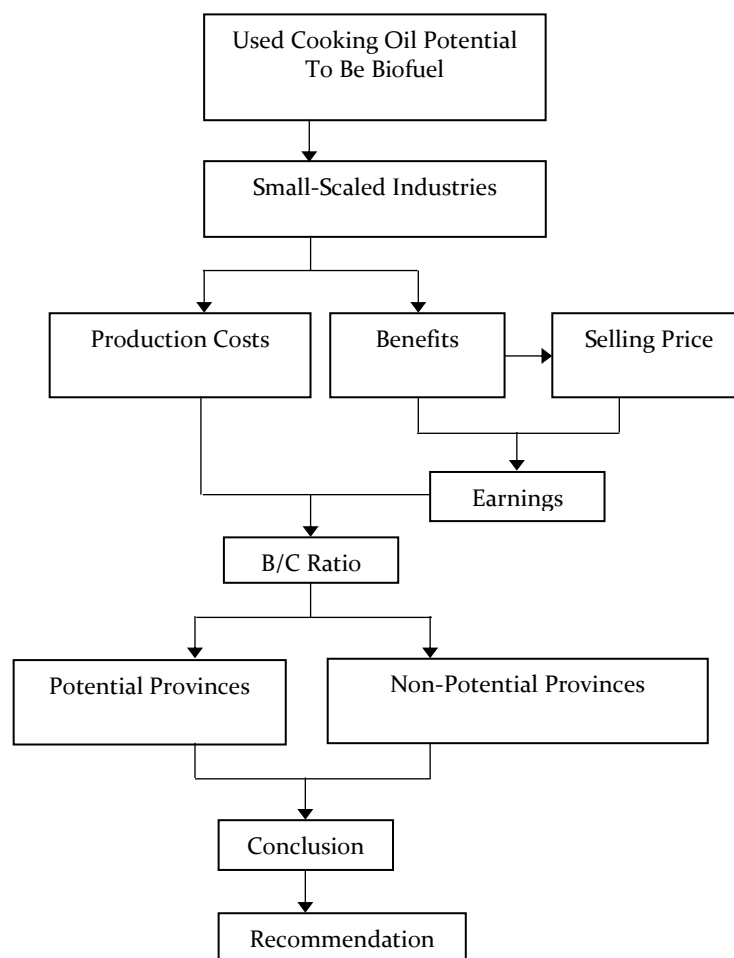 Used Cooking Oil Potential
To Be Biofuel
Small-Scaled Industries
Production Costs
Benefits
Selling Price
Earnings
B/C Ratio
Potential Provinces
Non-Potential Provinces
Conclusion
Recommendation